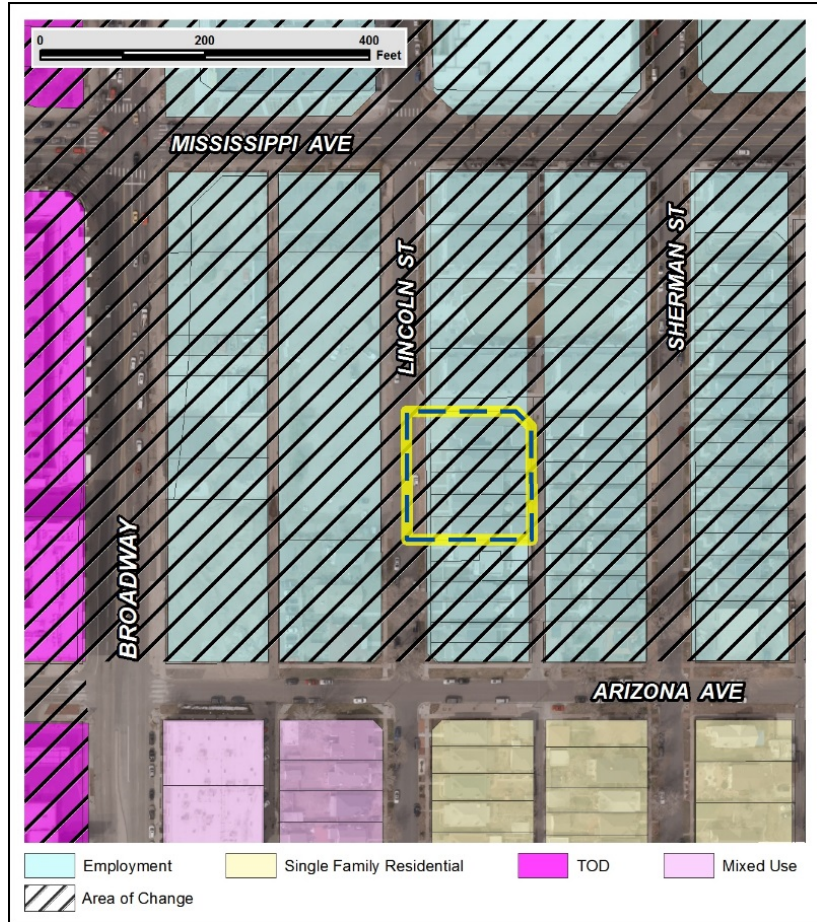 0 200 400
Feet
MISSISSIPPI AVE
LINCOLN ST
SHERMAN ST
BROADWAY
ARIZONA AVE
Employment Single Family Residential TOD Mixed Use
Area of Change